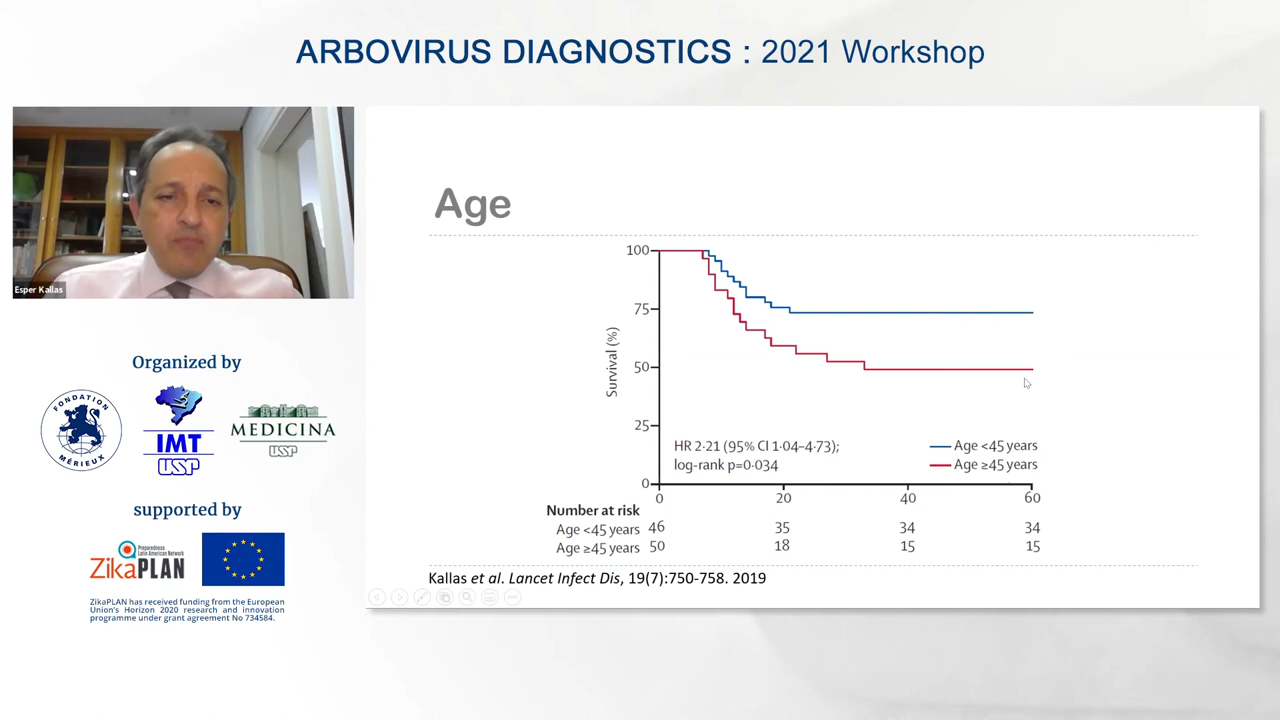 ARBOVIRUS DIAGNOSTICS : 2021 Workshop
Esper Kallas
Organized by
FONDATION
MÉRIEUX
IMT
USP
MEDICINA
USP
supported by
Preparedness
Latin American Network
ZikaPLAN
ZikaPLAN has received funding from the European
Union's Horizon 2020 research and innovation
programme under grant agreement No 734584.
Age
Survival (%)
100
75
50
25
0
HR 2·21 (95% CI 1·04–4·73);
log-rank p=0·034
Age <45 years
Age ≥45 years
0 20 40 60
Number at risk
Age <45 years 46 35 34 34
Age ≥45 years 50 18 15 15
Kallas et al. Lancet Infect Dis, 19(7):750-758. 2019